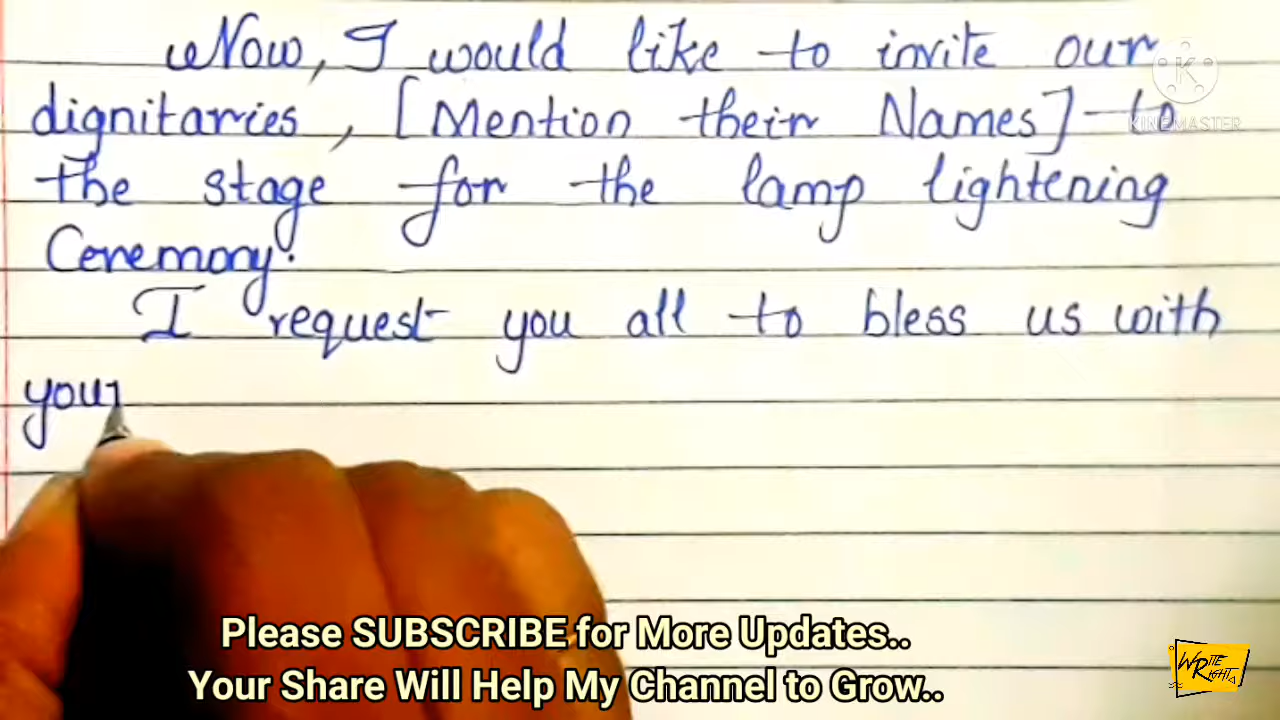 Now, I would like to invite our
dignitaries, [Mention their Names] to
the stage for the lamp lightening
Ceremony.
I request you all to bless us with
your
KINEMASTER
Please SUBSCRIBE for More Updates..
Your Share Will Help My Channel to Grow..
WRITE
RIGHT